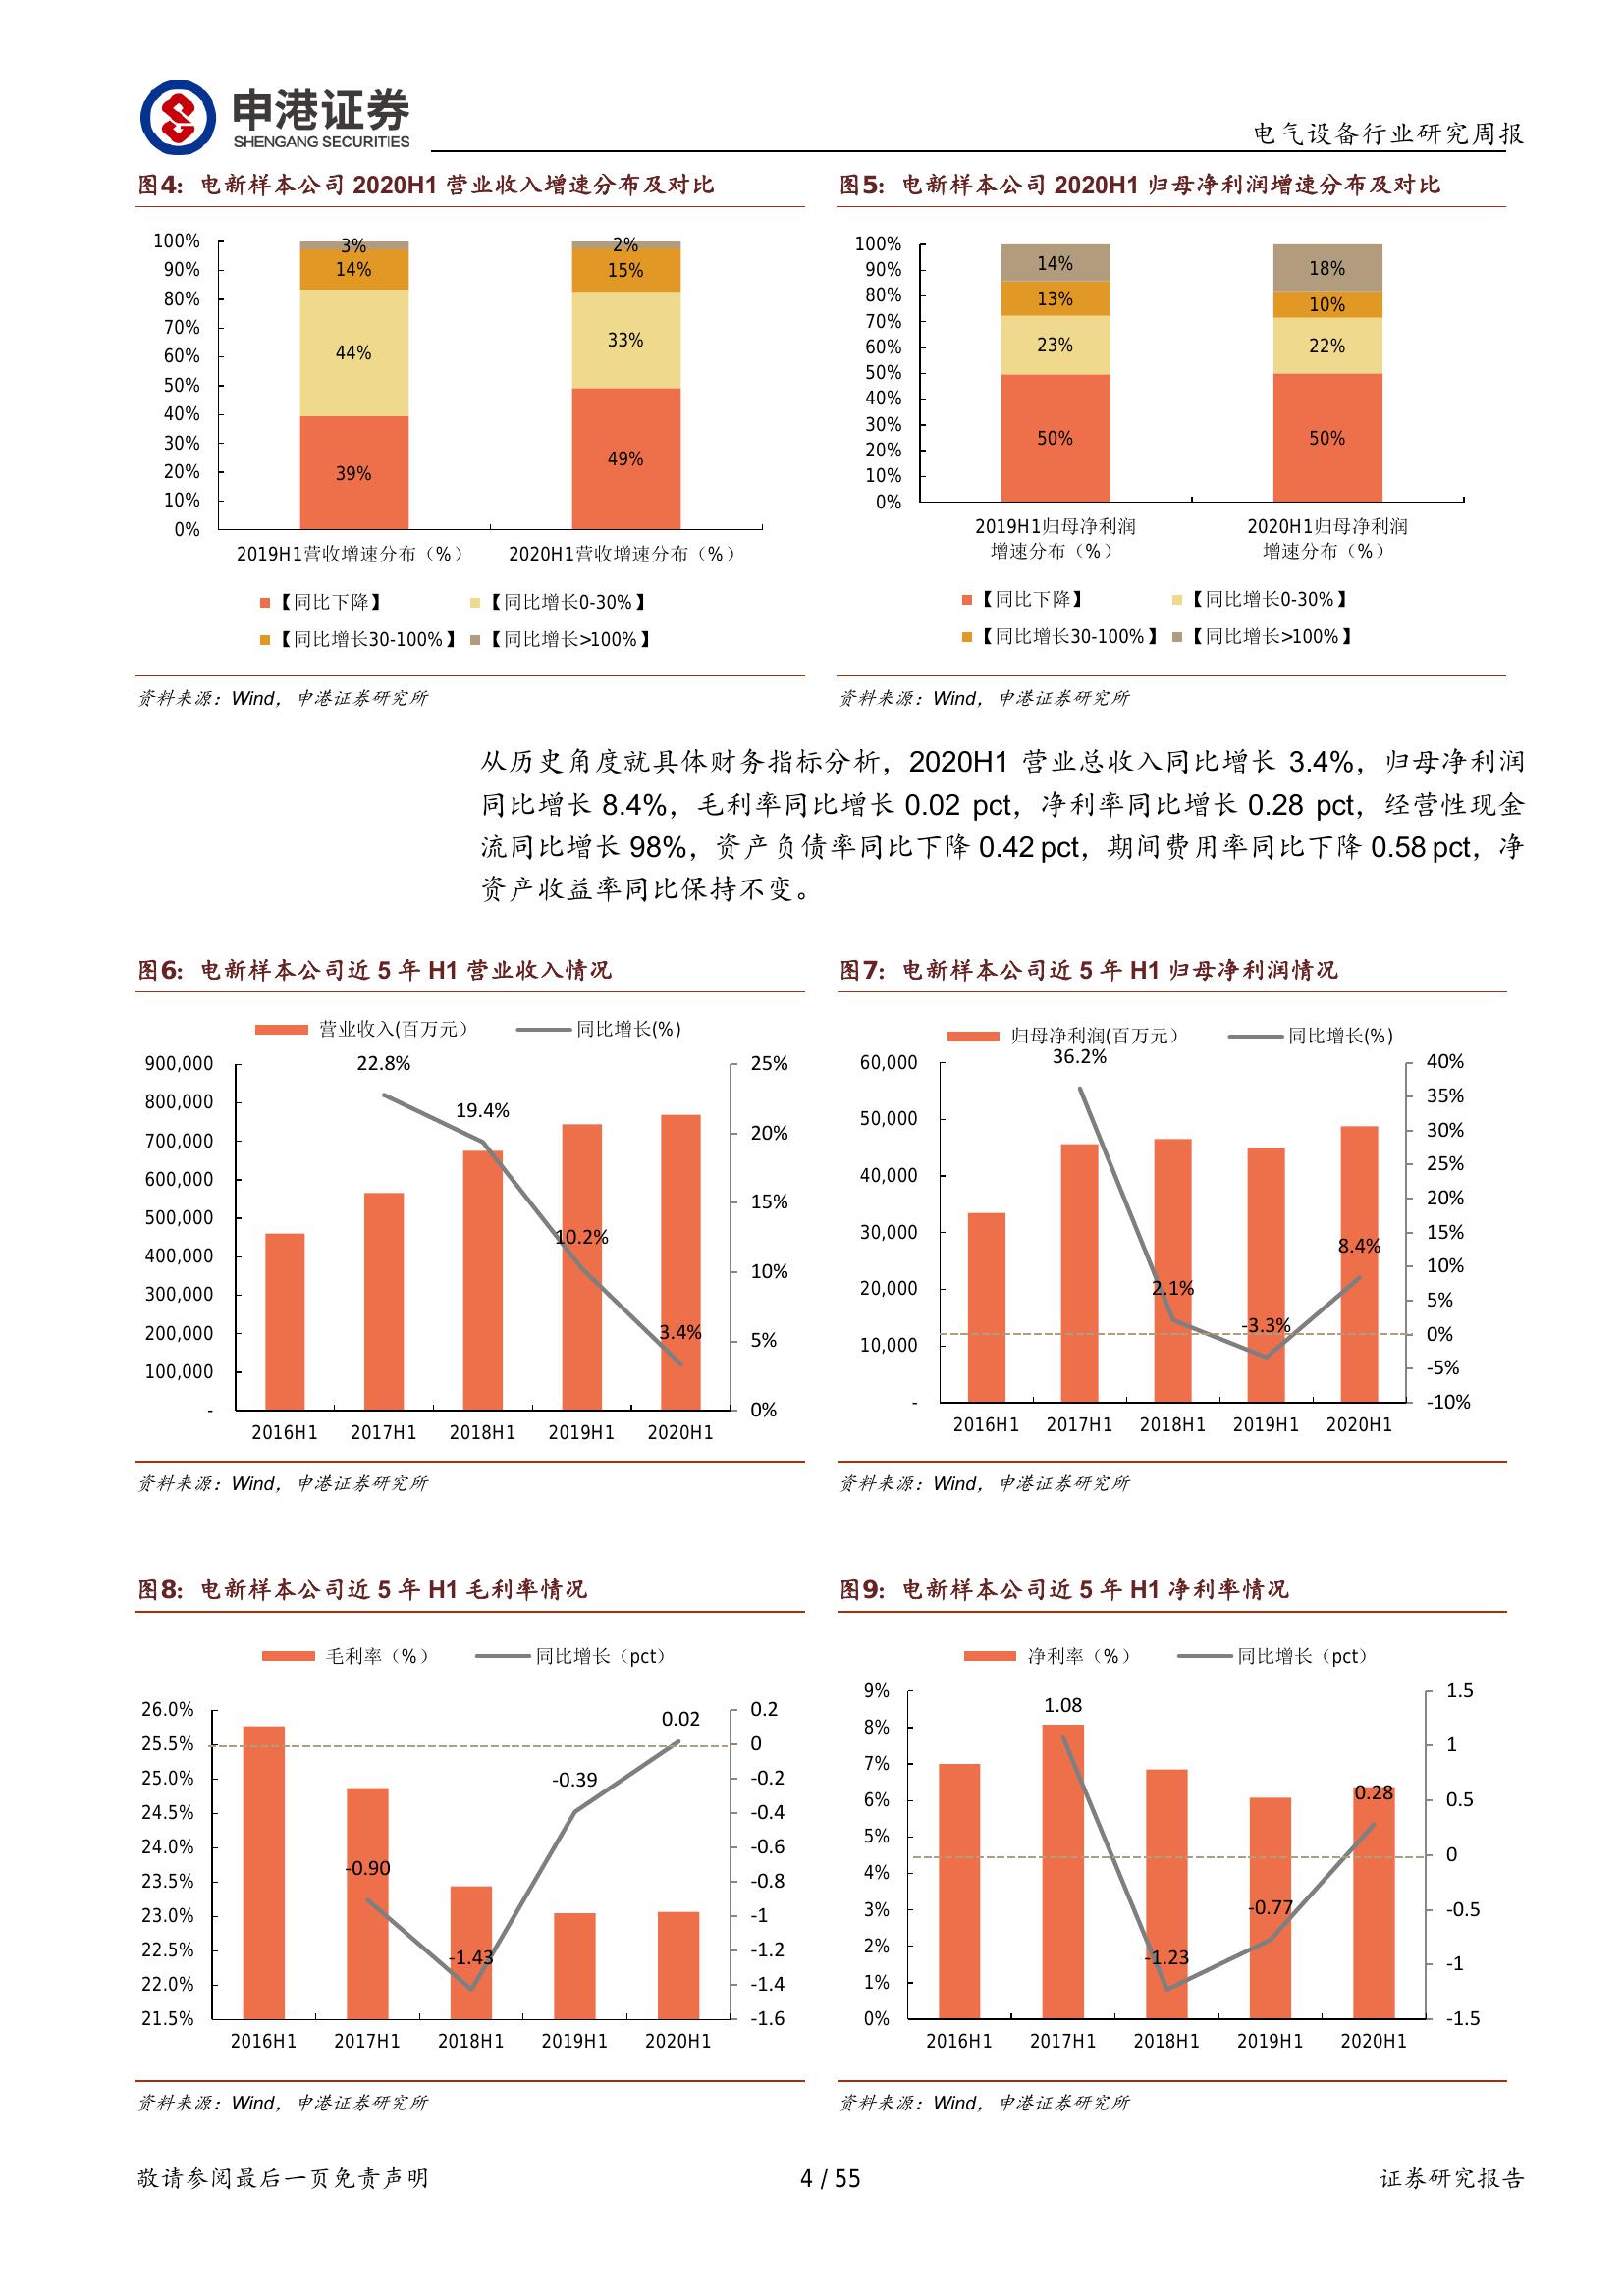 申港证券
SHENGANG SECURITIES
电气设备行业研究周报
图4: 电新样本公司 2020H1 营业收入增速分布及对比
100%
90%
80%
70%
60%
50%
40%
30%
20%
10%
0%
3%
14%
44%
39%
2%
15%
33%
49%
2019H1营收增速分布（%）
2020H1营收增速分布（%）
【同比下降】
【同比增长0-30%】
【同比增长30-100%】
【同比增长>100%】
资料来源：Wind，申港证券研究所
图5: 电新样本公司 2020H1 归母净利润增速分布及对比
100%
90%
80%
70%
60%
50%
40%
30%
20%
10%
0%
14%
13%
23%
50%
18%
10%
22%
50%
2019H1归母净利润
增速分布（%）
2020H1归母净利润
增速分布（%）
【同比下降】
【同比增长0-30%】
【同比增长30-100%】
【同比增长>100%】
资料来源：Wind，申港证券研究所
从历史角度就具体财务指标分析，2020H1 营业总收入同比增长 3.4%，归母净利润
同比增长 8.4%，毛利率同比增长 0.02 pct，净利率同比增长 0.28 pct，经营性现金
流同比增长 98%，资产负债率同比下降 0.42 pct，期间费用率同比下降 0.58 pct，净
资产收益率同比保持不变。
图6: 电新样本公司近 5 年 H1 营业收入情况
营业收入(百万元）
同比增长(%)
900,000
800,000
700,000
600,000
500,000
400,000
300,000
200,000
100,000
-
22.8%
19.4%
10.2%
3.4%
25%
20%
15%
10%
5%
0%
2016H1
2017H1
2018H1
2019H1
2020H1
资料来源：Wind，申港证券研究所
图7: 电新样本公司近 5 年 H1 归母净利润情况
归母净利润(百万元）
同比增长(%)
60,000
50,000
40,000
30,000
20,000
10,000
-
36.2%
2.1%
-3.3%
8.4%
40%
35%
30%
25%
20%
15%
10%
5%
0%
-5%
-10%
2016H1
2017H1
2018H1
2019H1
2020H1
资料来源：Wind，申港证券研究所
图8: 电新样本公司近 5 年 H1 毛利率情况
毛利率（%）
同比增长（pct）
26.0%
25.5%
25.0%
24.5%
24.0%
23.5%
23.0%
22.5%
22.0%
21.5%
-0.90
-1.43
-0.39
0.02
0.2
0
-0.2
-0.4
-0.6
-0.8
-1
-1.2
-1.4
-1.6
2016H1
2017H1
2018H1
2019H1
2020H1
资料来源：Wind，申港证券研究所
图9: 电新样本公司近 5 年 H1 净利率情况
净利率（%）
同比增长（pct）
9%
8%
7%
6%
5%
4%
3%
2%
1%
0%
1.08
-1.23
-0.77
0.28
1.5
1
0.5
0
-0.5
-1
-1.5
2016H1
2017H1
2018H1
2019H1
2020H1
资料来源：Wind，申港证券研究所
敬请参阅最后一页免责声明
4 / 55
证券研究报告